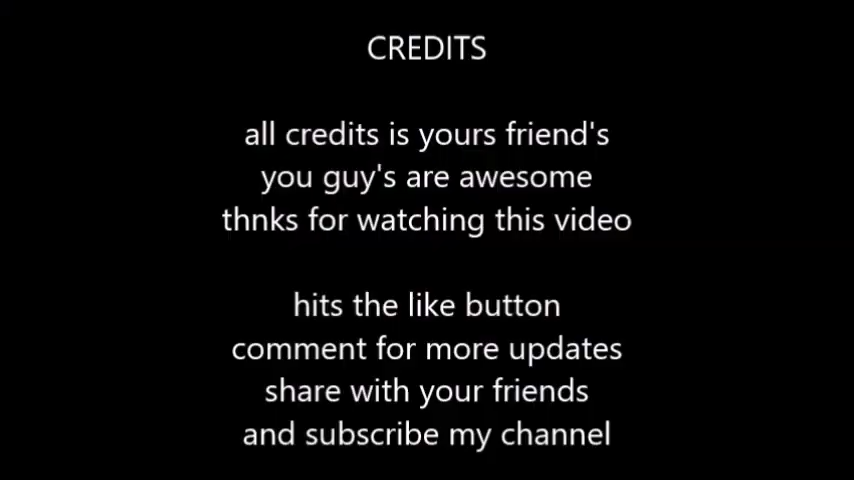 CREDITS
all credits is yours friend's
you guy's are awesome
thnks for watching this video
hits the like button
comment for more updates
share with your friends
and subscribe my channel